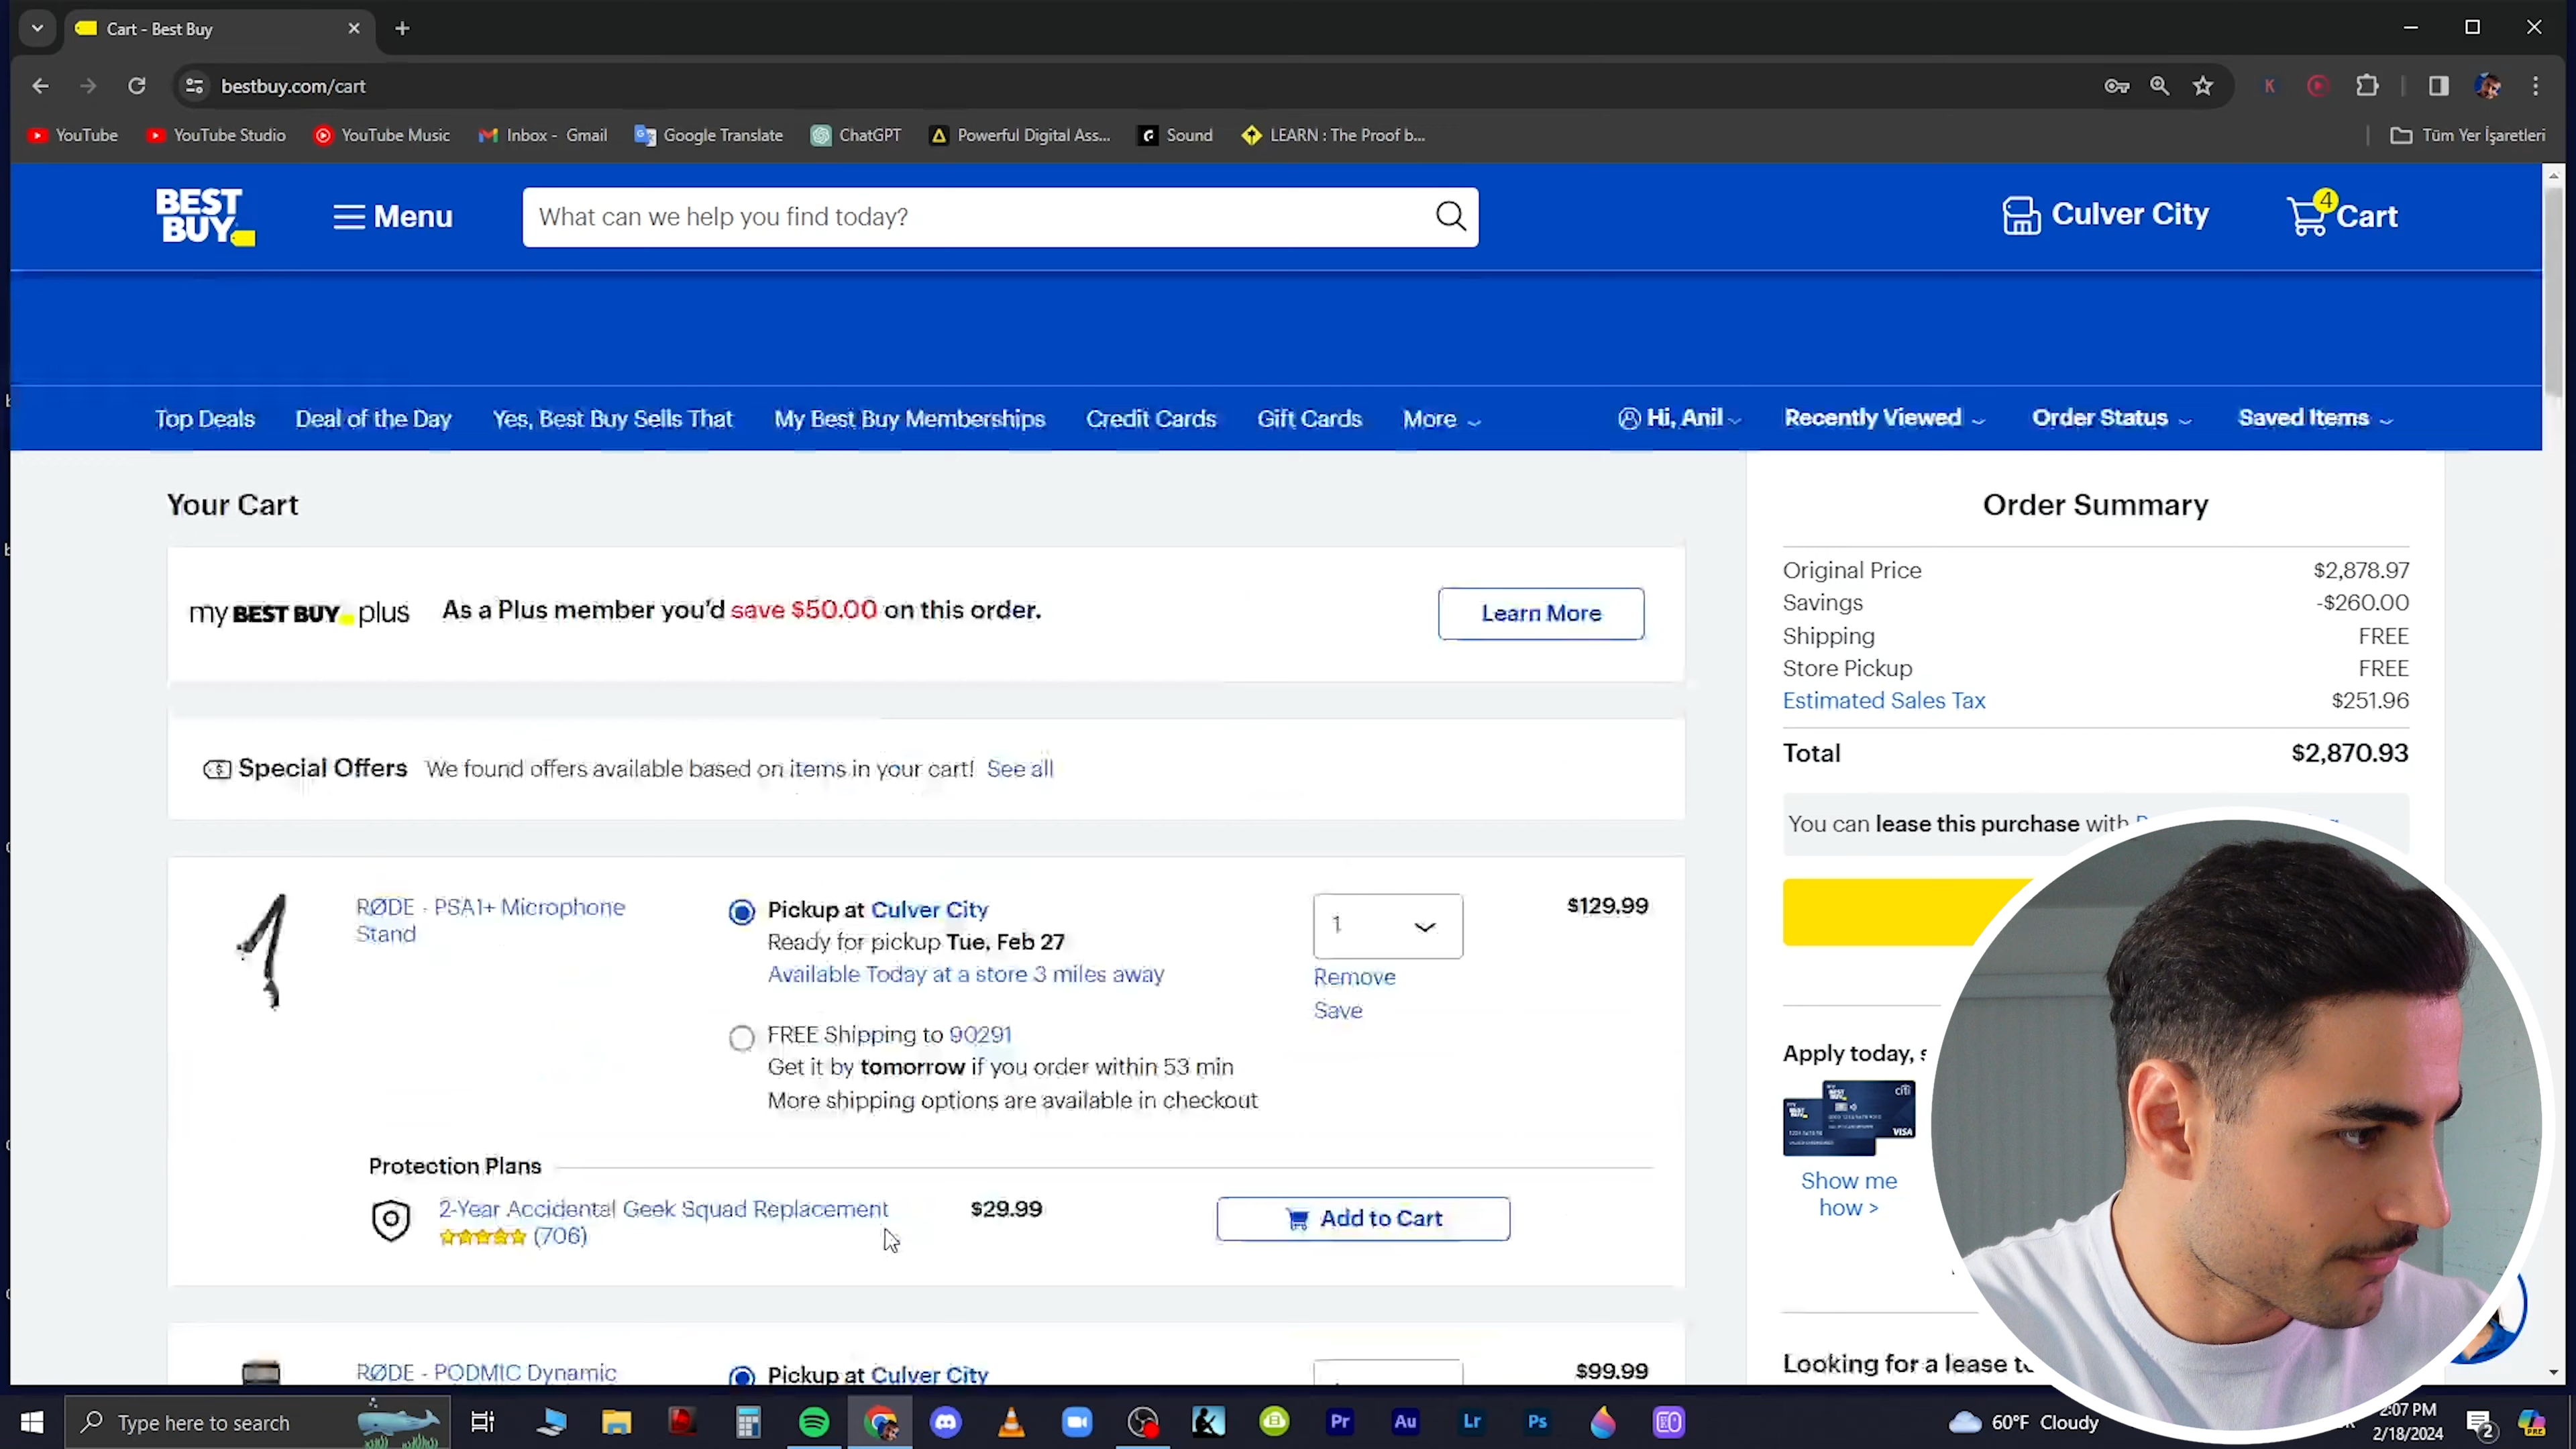 Cart - Best Buy
bestbuy.com/cart
K
YouTube
YouTube Studio
YouTube Music
Inbox - Gmail
Google Translate
ChatGPT
Powerful Digital Ass...
Sound
LEARN : The Proof b...
Tüm Yer İşaretleri
BEST BUY
Menu
What can we help you find today?
Culver City
4
Cart
Top Deals
Deal of the Day
Yes, Best Buy Sells That
My Best Buy Memberships
Credit Cards
Gift Cards
More
Hi, Anil
Recently Viewed
Order Status
Saved Items
Your Cart
my BEST BUY plus
As a Plus member you'd save $50.00 on this order.
Learn More
Special Offers We found offers available based on items in your cart! See all
RØDE - PSA1+ Microphone
Stand
Pickup at Culver City
Ready for pickup Tue, Feb 27
Available Today at a store 3 miles away
FREE Shipping to 90291
Get it by tomorrow if you order within 53 min
More shipping options are available in checkout
1
Remove
Save
$129.99
Protection Plans
2-Year Accidental Geek Squad Replacement
(706)
$29.99
Add to Cart
RØDE - PODMIC Dynamic
Pickup at Culver City
$99.99
Order Summary
Original Price $2,878.97
Savings -$260.00
Shipping FREE
Store Pickup FREE
Estimated Sales Tax $251.96
Total $2,870.93
You can lease this purchase with
Apply today,
citi
VISA
Show me
how >
Looking for a lease
Type here to search
Pr
Au
Lr
Ps
60°F Cloudy
2:07 PM
2/18/2024
2
PRE